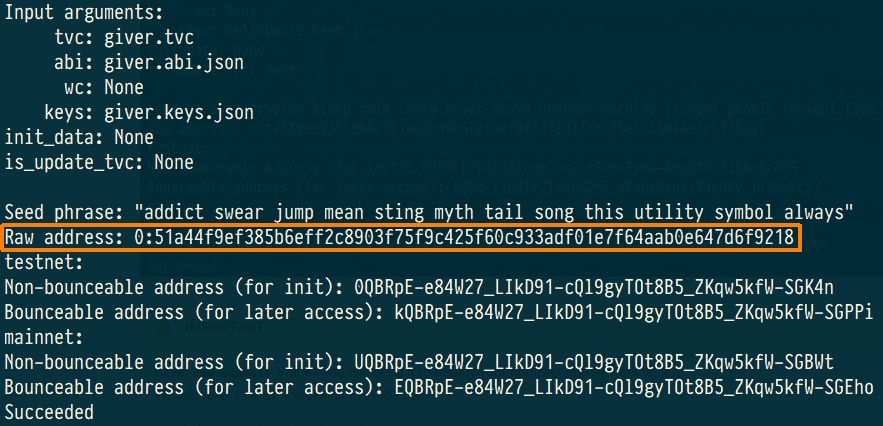 Input arguments:
tvc: giver.tvc
abi: giver.abi.json
wc: None
keys: giver.keys.json
init_data: None
is_update_tvc: None
Seed phrase: "addict swear jump mean sting myth tail song this utility symbol always"
Raw address: 0:51a44f9ef385b6eff2c8903f75f9c425f60c933adf01e7f64aab0e647d6f9218
testnet:
Non-bounceable address (for init): 0QBRpE-e84W27_LIkD91-cQl9gyTOt8B5_ZKqw5kfW-SGK4n
Bounceable address (for later access): kQBRpE-e84W27_LIkD91-cQl9gyTOt8B5_ZKqw5kfW-SGPPi
mainnet:
Non-bounceable address (for init): UQBRpE-e84W27_LIkD91-cQl9gyTOt8B5_ZKqw5kfW-SGBWt
Bounceable address (for later access): EQBRpE-e84W27_LIkD91-cQl9gyTOt8B5_ZKqw5kfW-SGEho
Succeeded